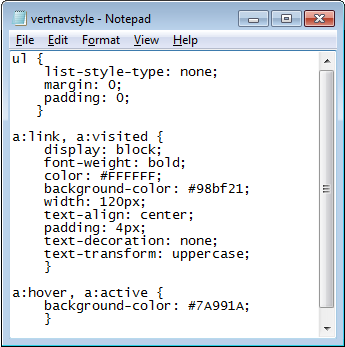 vertnavstyle - Notepad
File Edit Format View Help
ul {
    list-style-type: none;
    margin: 0;
    padding: 0;
   }

a:link, a:visited {
    display: block;
    font-weight: bold;
    color: #FFFFFF;
    background-color: #98bf21;
    width: 120px;
    text-align: center;
    padding: 4px;
    text-decoration: none;
    text-transform: uppercase;
    }

a:hover, a:active {
    background-color: #7A991A;
    }